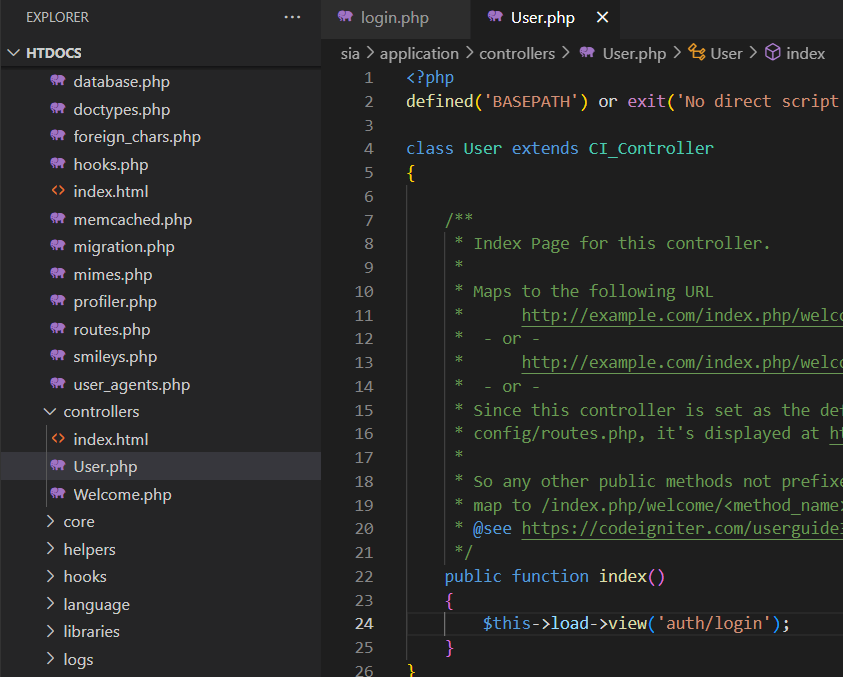 EXPLORER ...
HTDOCS
database.php
doctypes.php
foreign_chars.php
hooks.php
index.html
memcached.php
migration.php
mimes.php
profiler.php
routes.php
smileys.php
user_agents.php
controllers
index.html
User.php
Welcome.php
core
helpers
hooks
language
libraries
logs
login.php User.php
sia > application > controllers > User.php > User > index
1 <?php
2 defined('BASEPATH') or exit('No direct script
3
4 class User extends CI_Controller
5 {
6
7 /**
8 * Index Page for this controller.
9 *
10 * Maps to the following URL
11 * http://example.com/index.php/welco
12 * - or -
13 * http://example.com/index.php/welco
14 * - or -
15 * Since this controller is set as the def
16 * config/routes.php, it's displayed at ht
17 *
18 * So any other public methods not prefixe
19 * map to /index.php/welcome/<method_name>
20 * @see https://codeigniter.com/userguide3
21 */
22 public function index()
23 {
24 $this->load->view('auth/login');
25 }
26 }